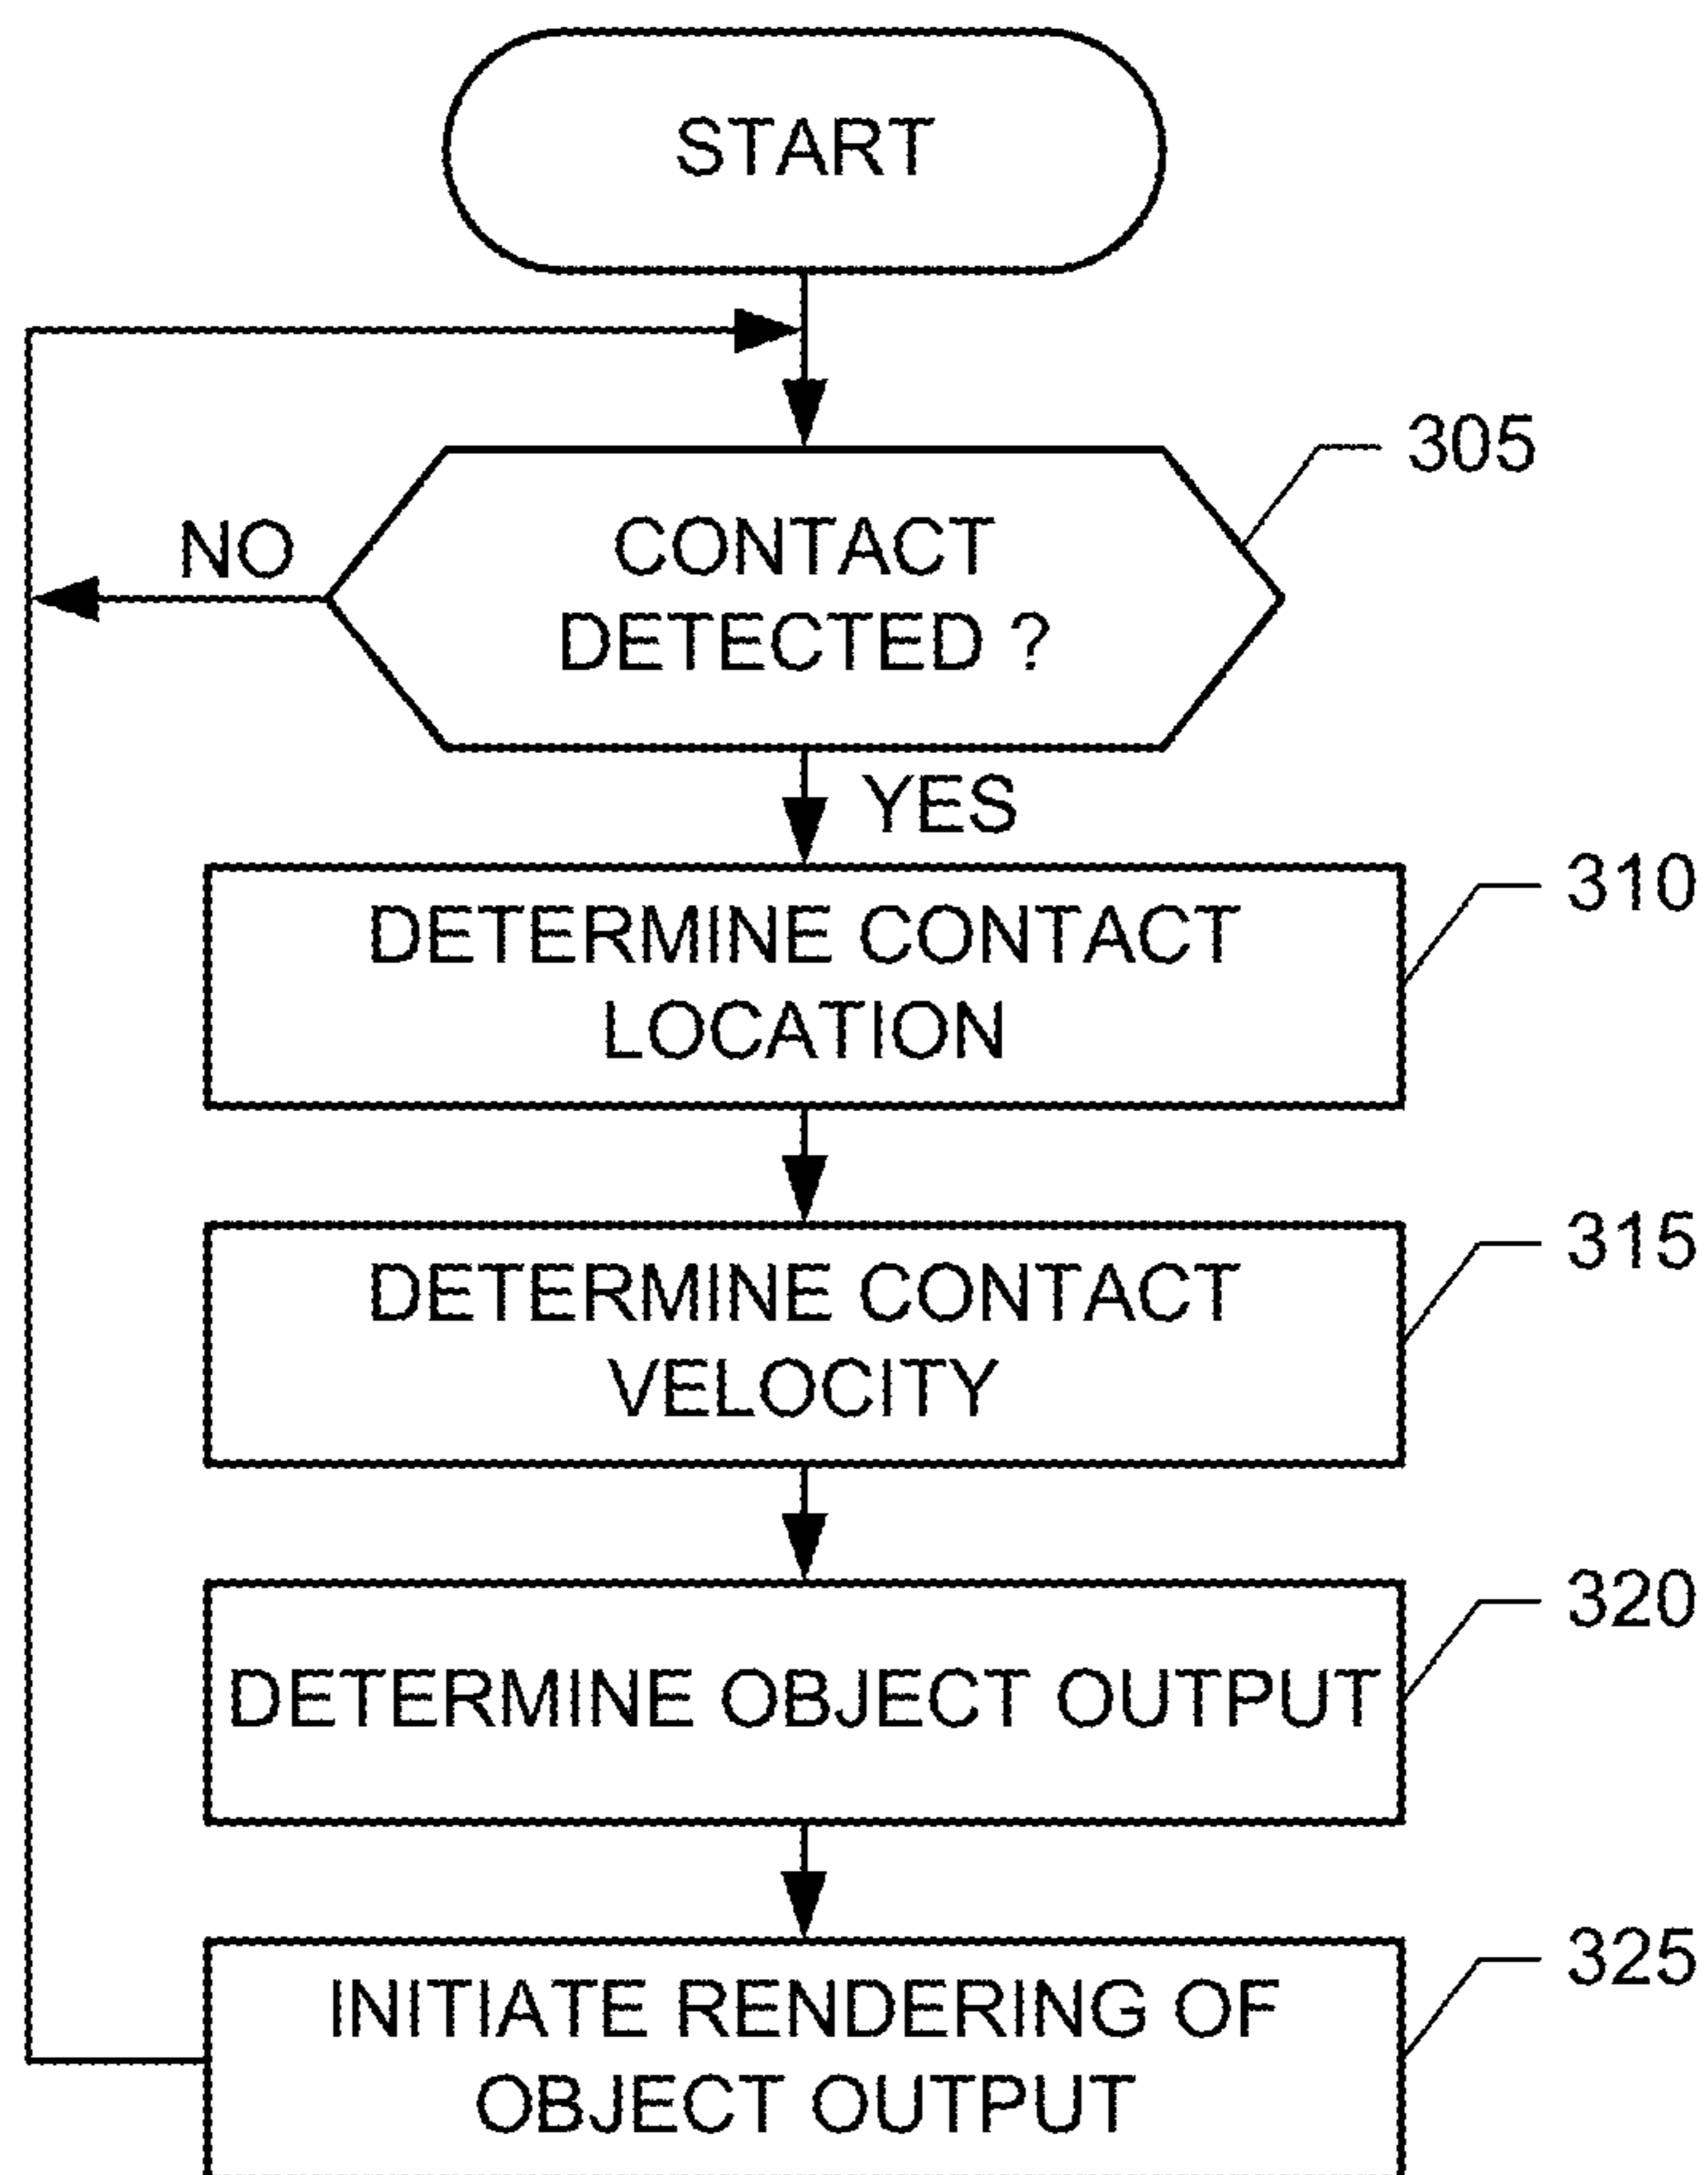 START
305
NO
CONTACT
DETECTED ?
YES
310
DETERMINE CONTACT
LOCATION
315
DETERMINE CONTACT
VELOCITY
320
DETERMINE OBJECT OUTPUT
325
INITIATE RENDERING OF
OBJECT OUTPUT